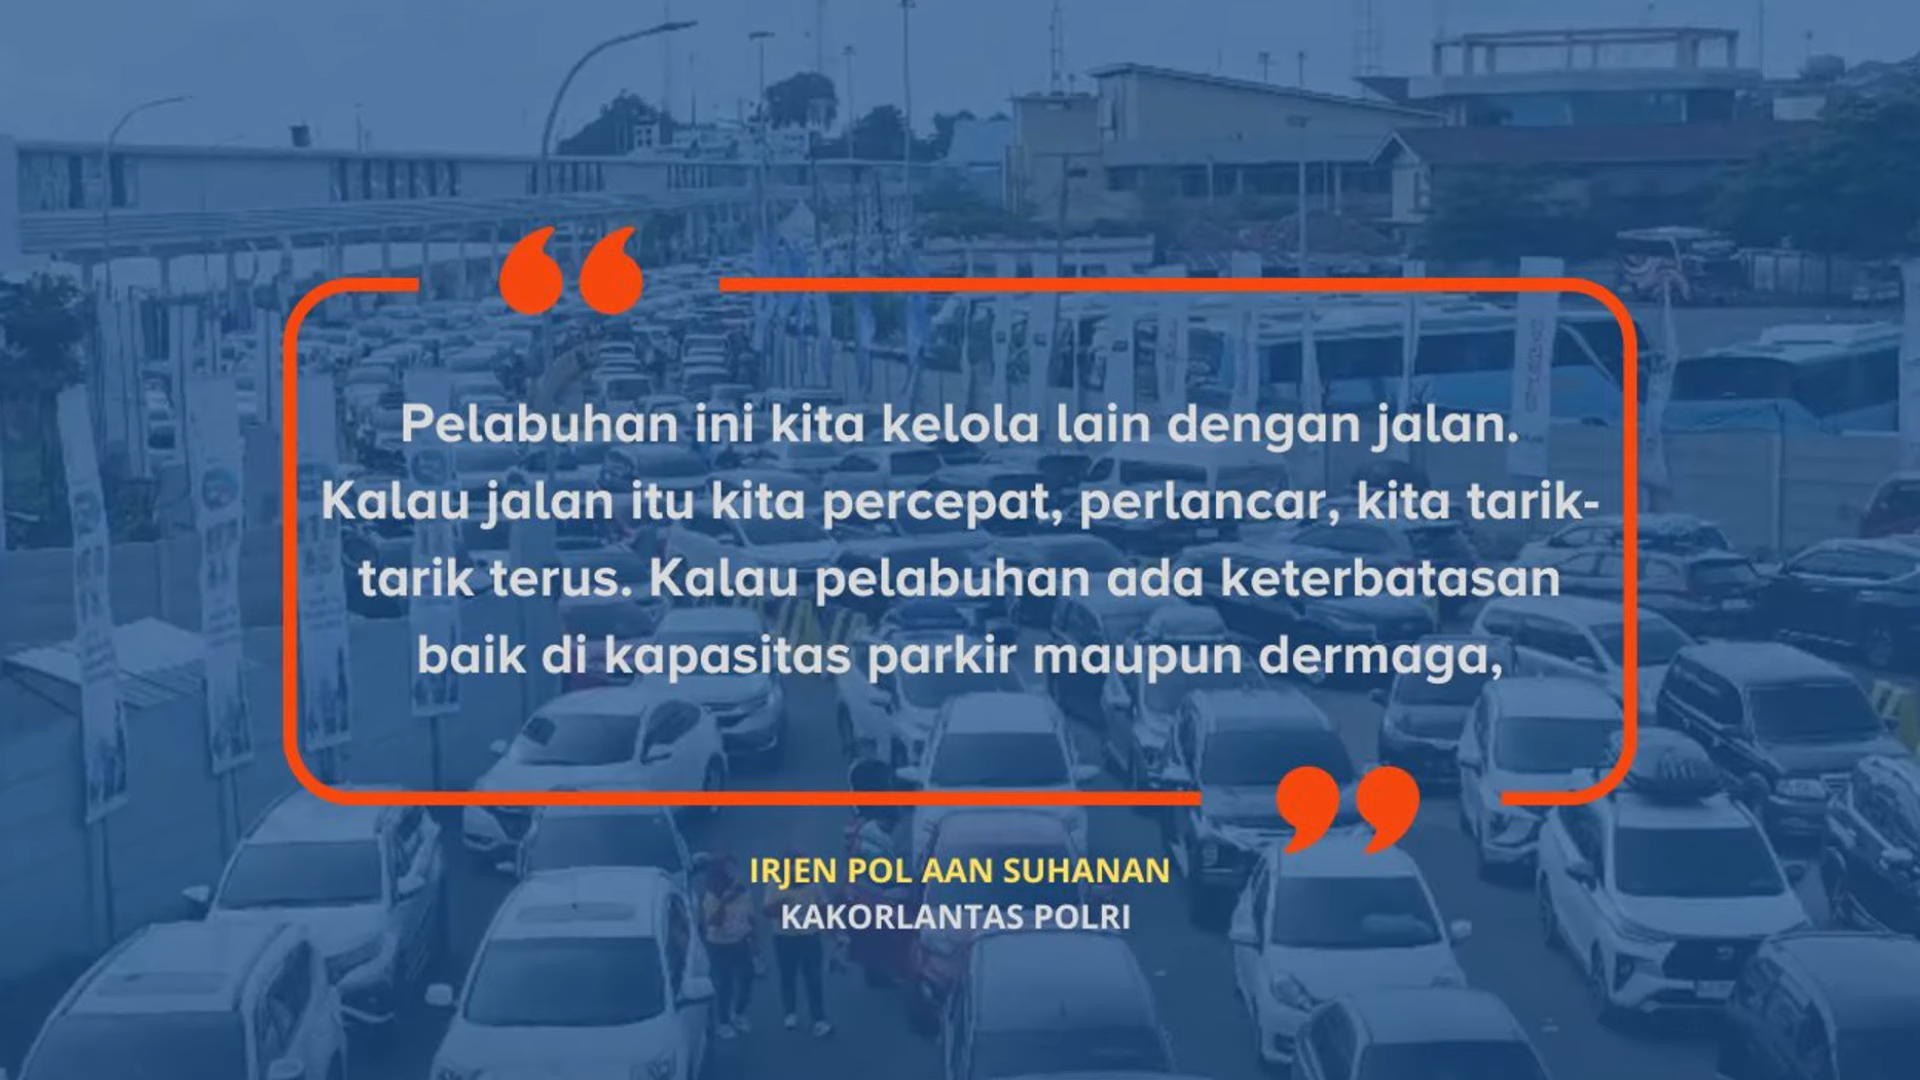 Pelabuhan ini kita kelola lain dengan jalan.
Kalau jalan itu kita percepat, perlancar, kita tarik-
tarik terus. Kalau pelabuhan ada keterbatasan
baik di kapasitas parkir maupun dermaga,
IRJEN POL AAN SUHANAN
KAKORLANTAS POLRI